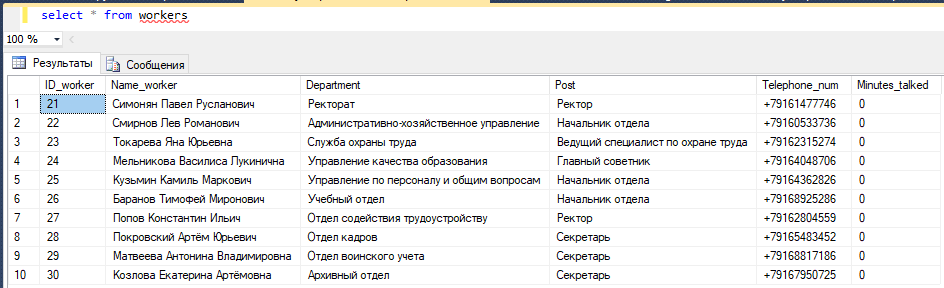 select * from workers
100 %
Результаты Сообщения
ID_worker Name_worker Department Post Telephone_num Minutes_talked
1 21 Симонян Павел Русланович Ректорат Ректор +79161477746 0
2 22 Смирнов Лев Романович Административно-хозяйственное управление Начальник отдела +79160533736 0
3 23 Токарева Яна Юрьевна Служба охраны труда Ведущий специалист по охране труда +79162315274 0
4 24 Мельникова Василиса Лукинична Управление качества образования Главный советник +79164048706 0
5 25 Кузьмин Камиль Маркович Управление по персоналу и общим вопросам Начальник отдела +79164362826 0
6 26 Баранов Тимофей Миронович Учебный отдел Начальник отдела +79168925286 0
7 27 Попов Константин Ильич Отдел содействия трудоустройству Ректор +79162804559 0
8 28 Покровский Артём Юрьевич Отдел кадров Секретарь +79165483452 0
9 29 Матвеева Антонина Владимировна Отдел воинского учета Секретарь +79168817186 0
10 30 Козлова Екатерина Артёмовна Архивный отдел Секретарь +79167950725 0